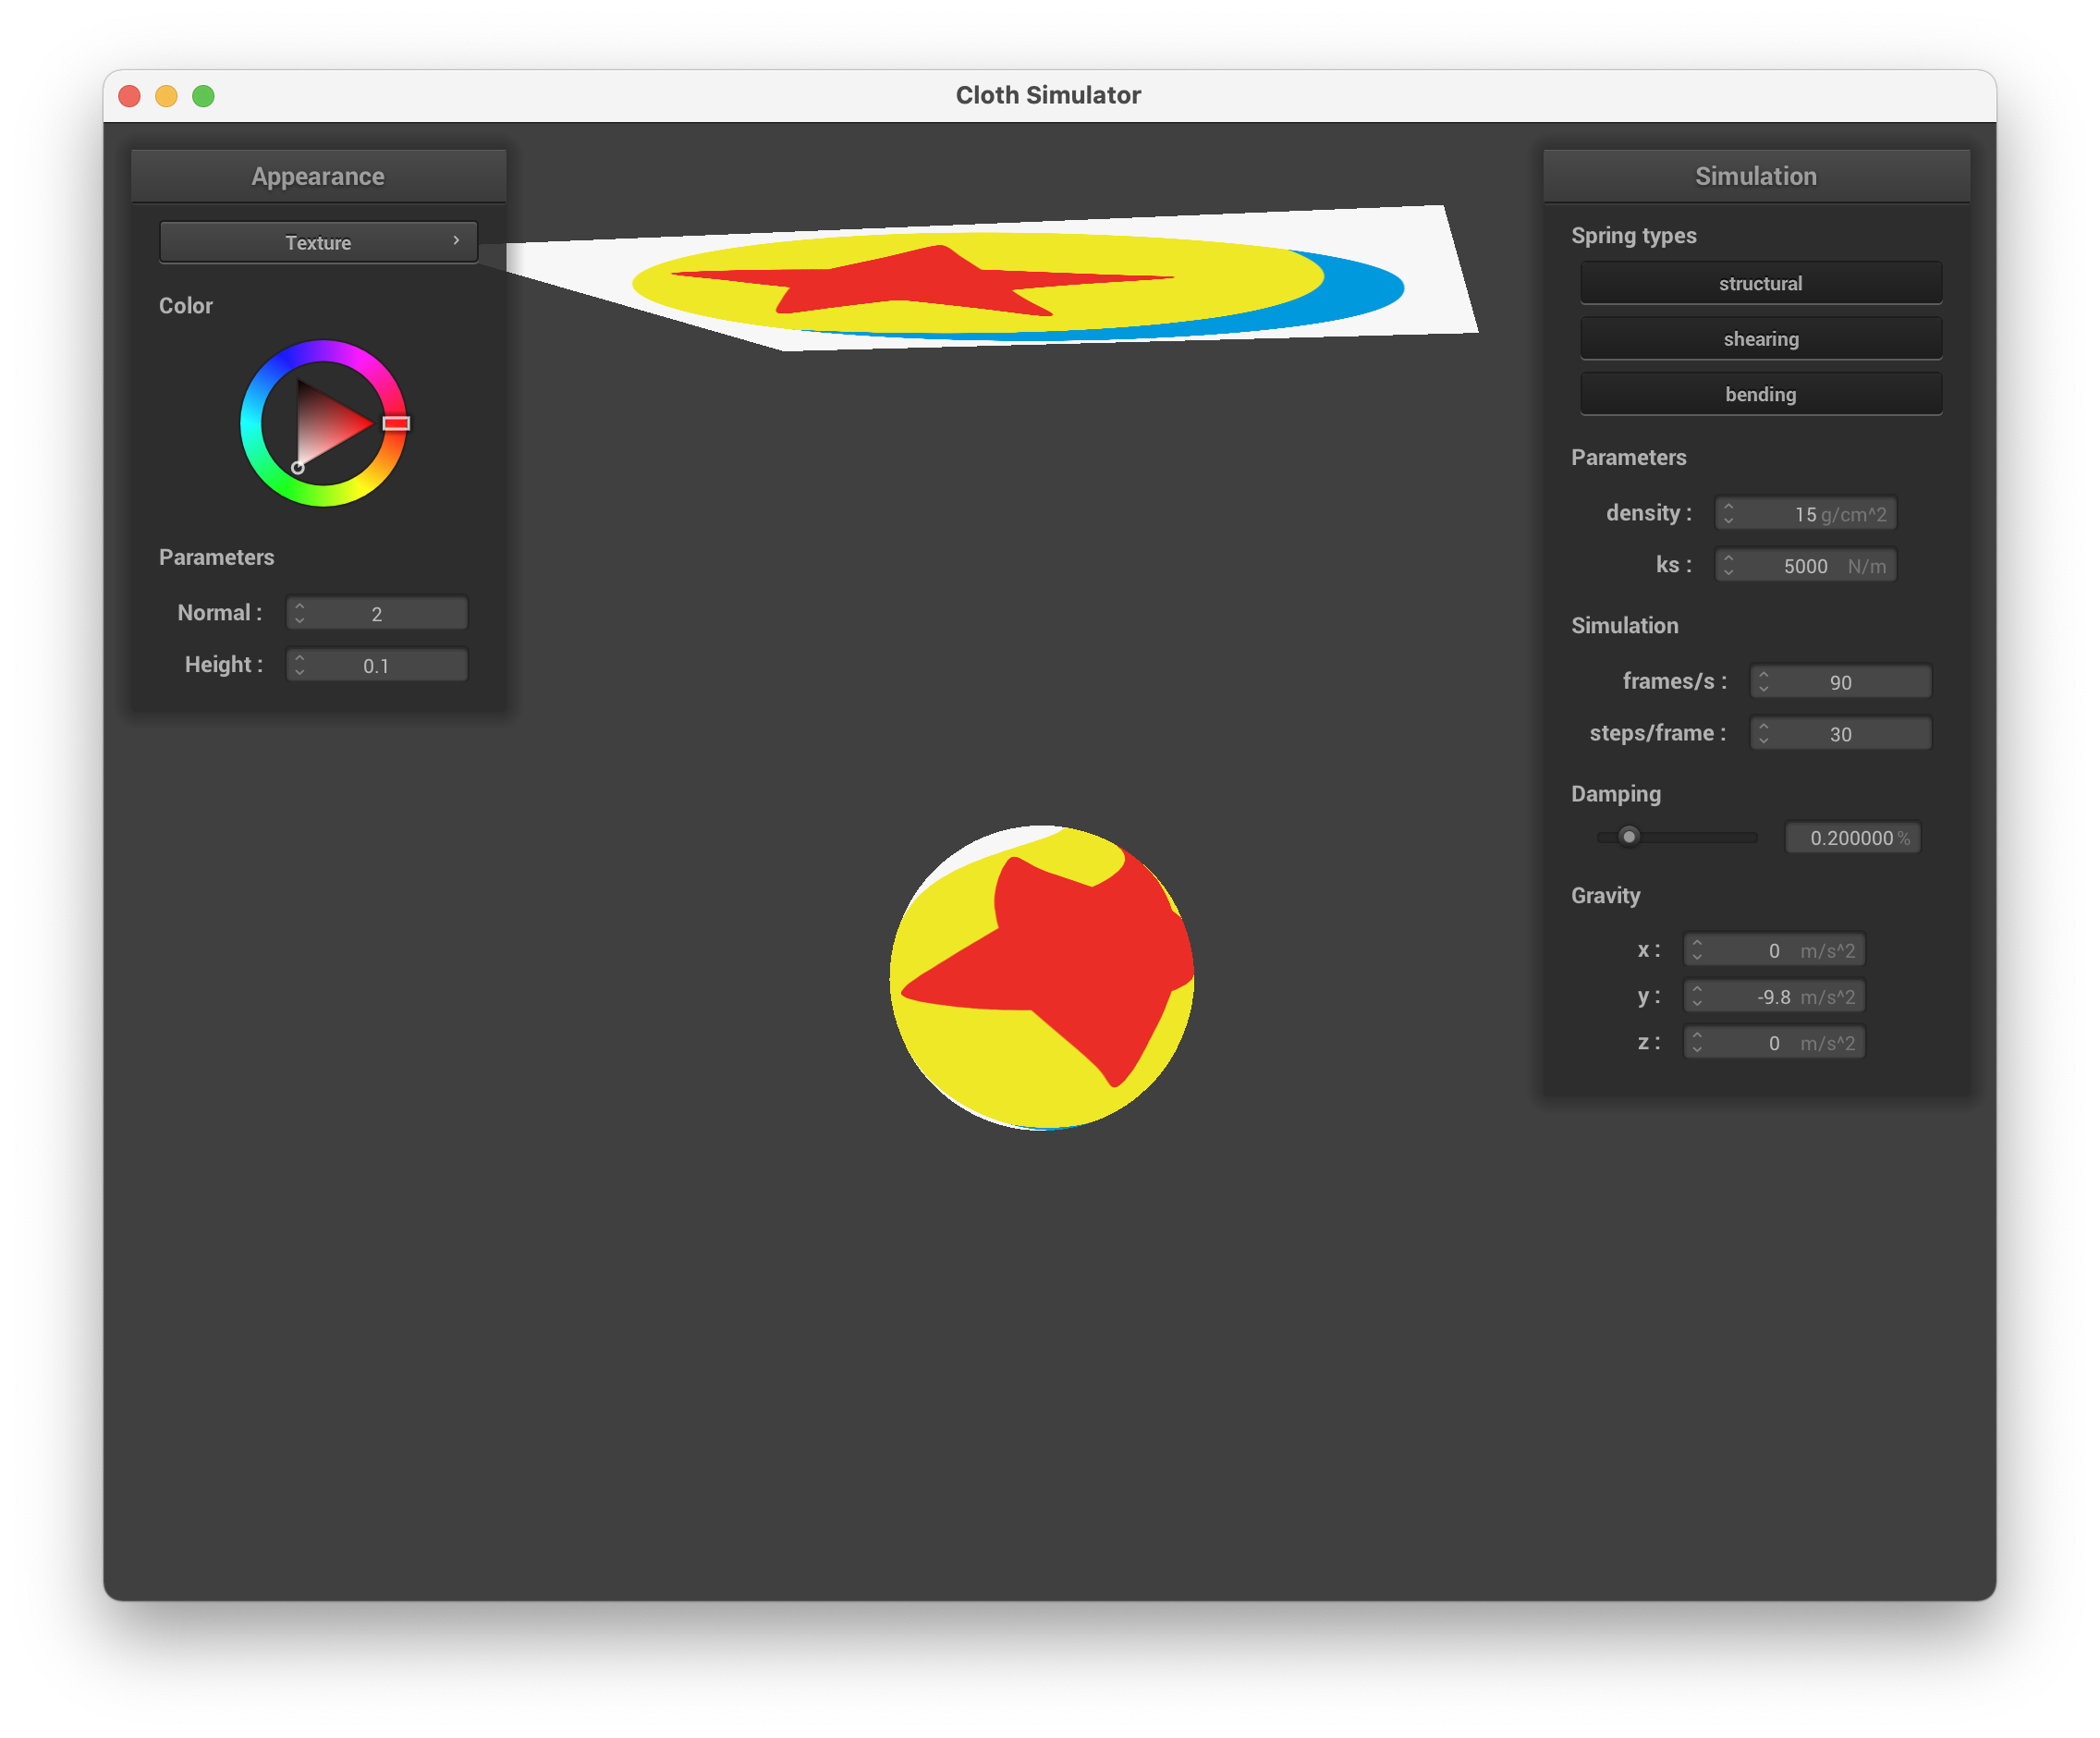 Cloth Simulator
Appearance
Texture
Color
Parameters
Normal : 2
Height : 0.1
Simulation
Spring types
structural
shearing
bending
Parameters
density : 15 g/cm^2
ks : 5000 N/m
Simulation
frames/s : 90
steps/frame : 30
Damping
0.200000 %
Gravity
x : 0 m/s^2
y : -9.8 m/s^2
z : 0 m/s^2